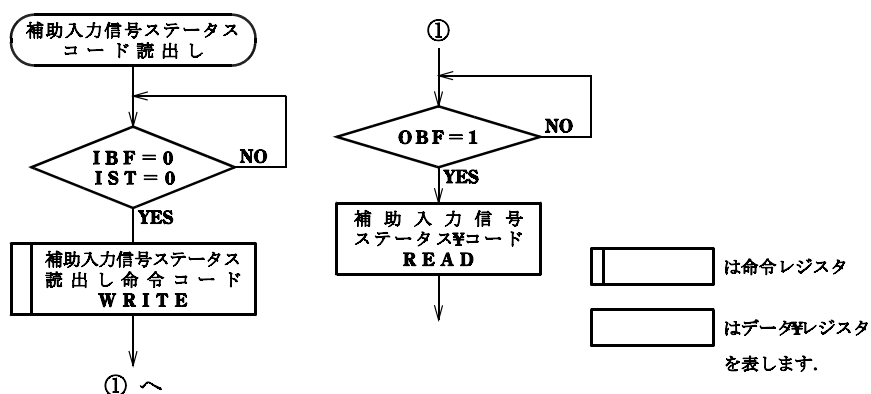 補助入力信号ステータス
コード読出し
IBF=0
IST=0
NO
YES
補助入力信号ステータス
読出し命令コード
WRITE
①へ
①
OBF=1
NO
YES
補助入力信号
ステータス¥コード
READ
は命令レジスタ
はデータ¥レジスタ
を表します.